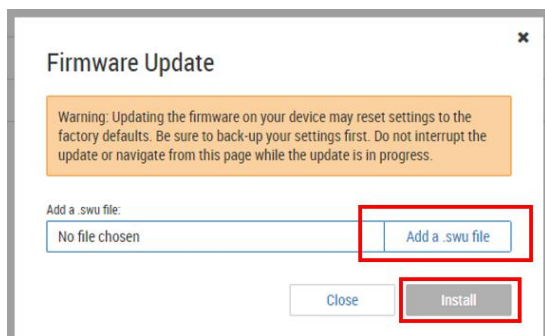 Firmware Update
Warning: Updating the firmware on your device may reset settings to the
factory defaults. Be sure to back-up your settings first. Do not interrupt the
update or navigate from this page while the update is in progress.
Add a .swu file:
No file chosen Add a .swu file
Close Install